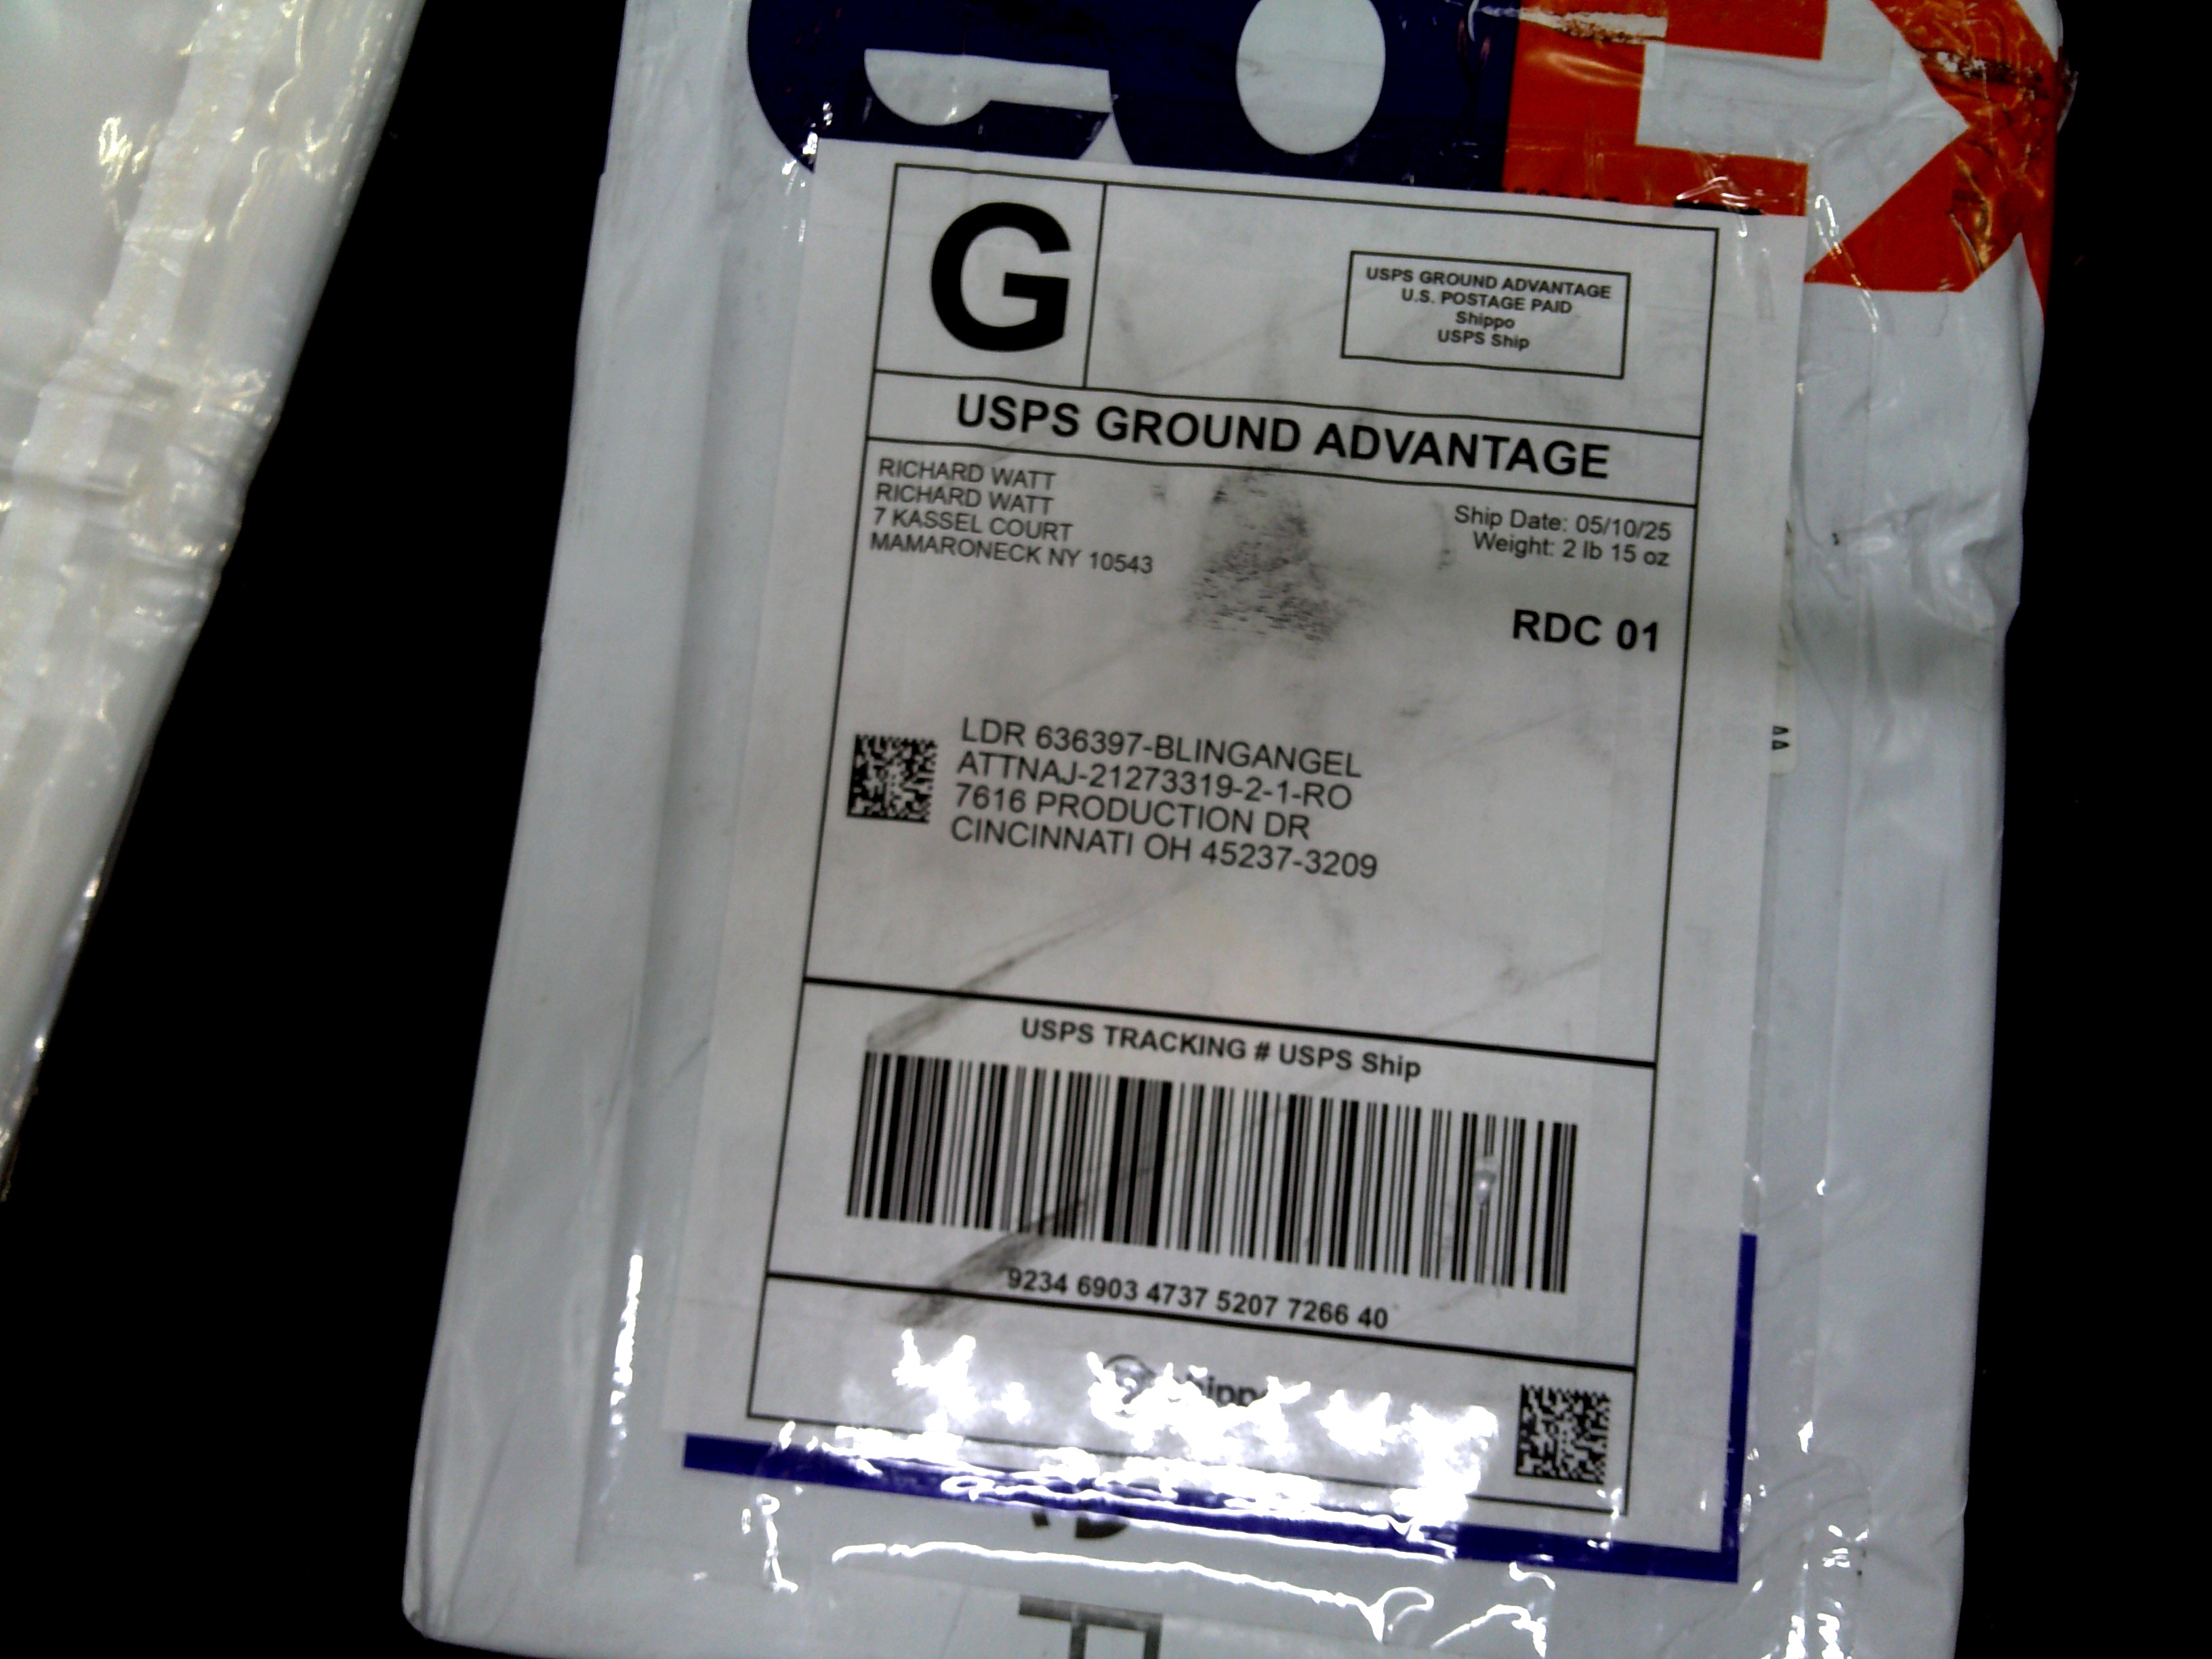 G
USPS GROUND ADVANTAGE
U.S. POSTAGE PAID
Shippo
USPS Ship
USPS GROUND ADVANTAGE
RICHARD WATT
RICHARD WATT
7 KASSEL COURT
MAMARONECK NY 10543
Ship Date: 05/10/25
Weight: 2 lb 15 oz
RDC 01
LDR 636397-BLINGANGEL
ATTNAJ-21273319-2-1-RO
7616 PRODUCTION DR
CINCINNATI OH 45237-3209
USPS TRACKING # USPS Ship
9234 6903 4737 5207 7266 40